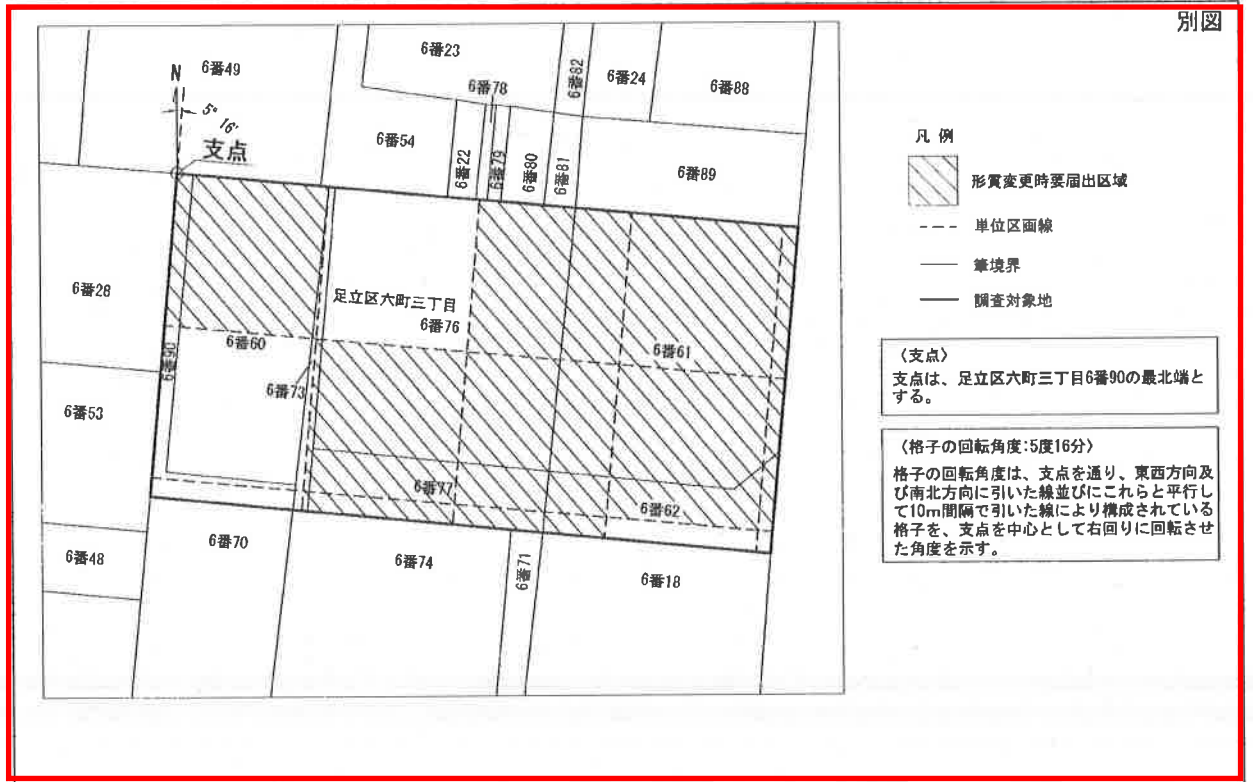 別図
6番49
6番23
6番82
6番24
6番88
N
6番78
5° 16'
支点
6番54
6番22
6番79
6番80
6番81
6番89
6番28
足立区六町三丁目
6番76
6番90
6番60
6番61
6番73
6番53
6番77
6番62
6番48
6番70
6番74
6番71
6番18
凡 例
形質変更時要届出区域
単位区画線
筆境界
調査対象地
〈支点〉
支点は、足立区六町三丁目6番90の最北端と
する。
〈格子の回転角度:5度16分〉
格子の回転角度は、支点を通り、東西方向及
び南北方向に引いた線並びにこれらと平行し
て10m間隔で引いた線により構成されている
格子を、支点を中心として右回りに回転させ
た角度を示す。